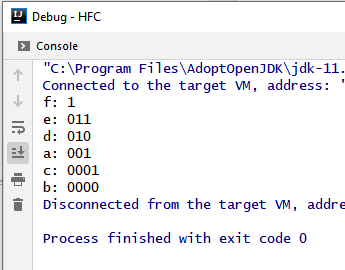 Debug - HFC
Console
"C:\Program Files\AdoptOpenJDK\jdk-11.
Connected to the target VM, address: '
f: 1
e: 011
d: 010
a: 001
c: 0001
b: 0000
Disconnected from the target VM, addre
Process finished with exit code 0